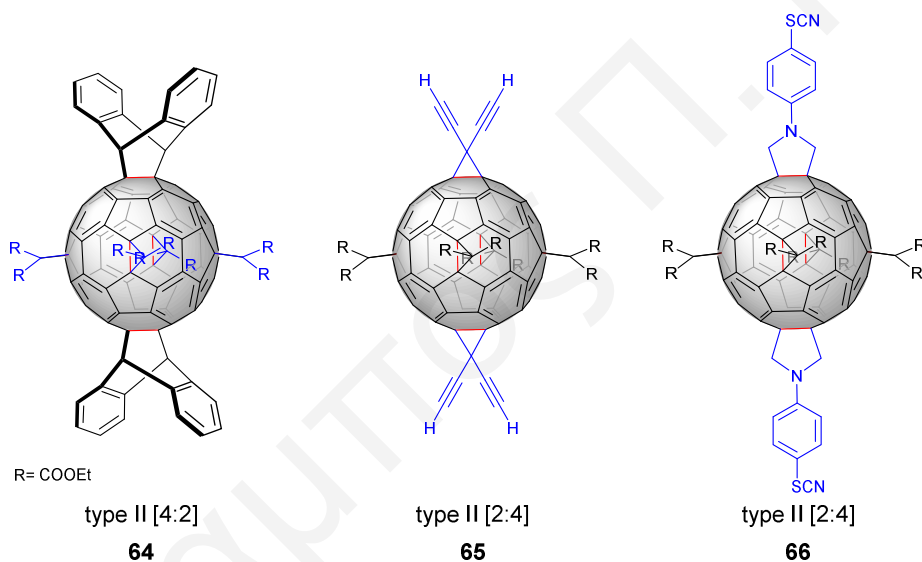 SCN
H H
N
R R R R R R R R R R R R
R R R R R R R R
R R R R R R
N
H H
R= COOEt
SCN
type II [4:2] type II [2:4] type II [2:4]
64 65 66